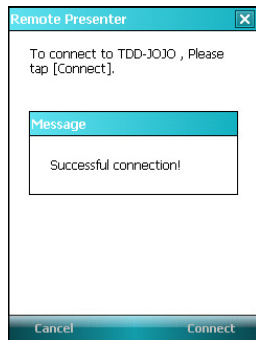 Remote Presenter
To connect to TDD-JOJO , Please
tap [Connect].
Message
Successful connection!
Cancel Connect